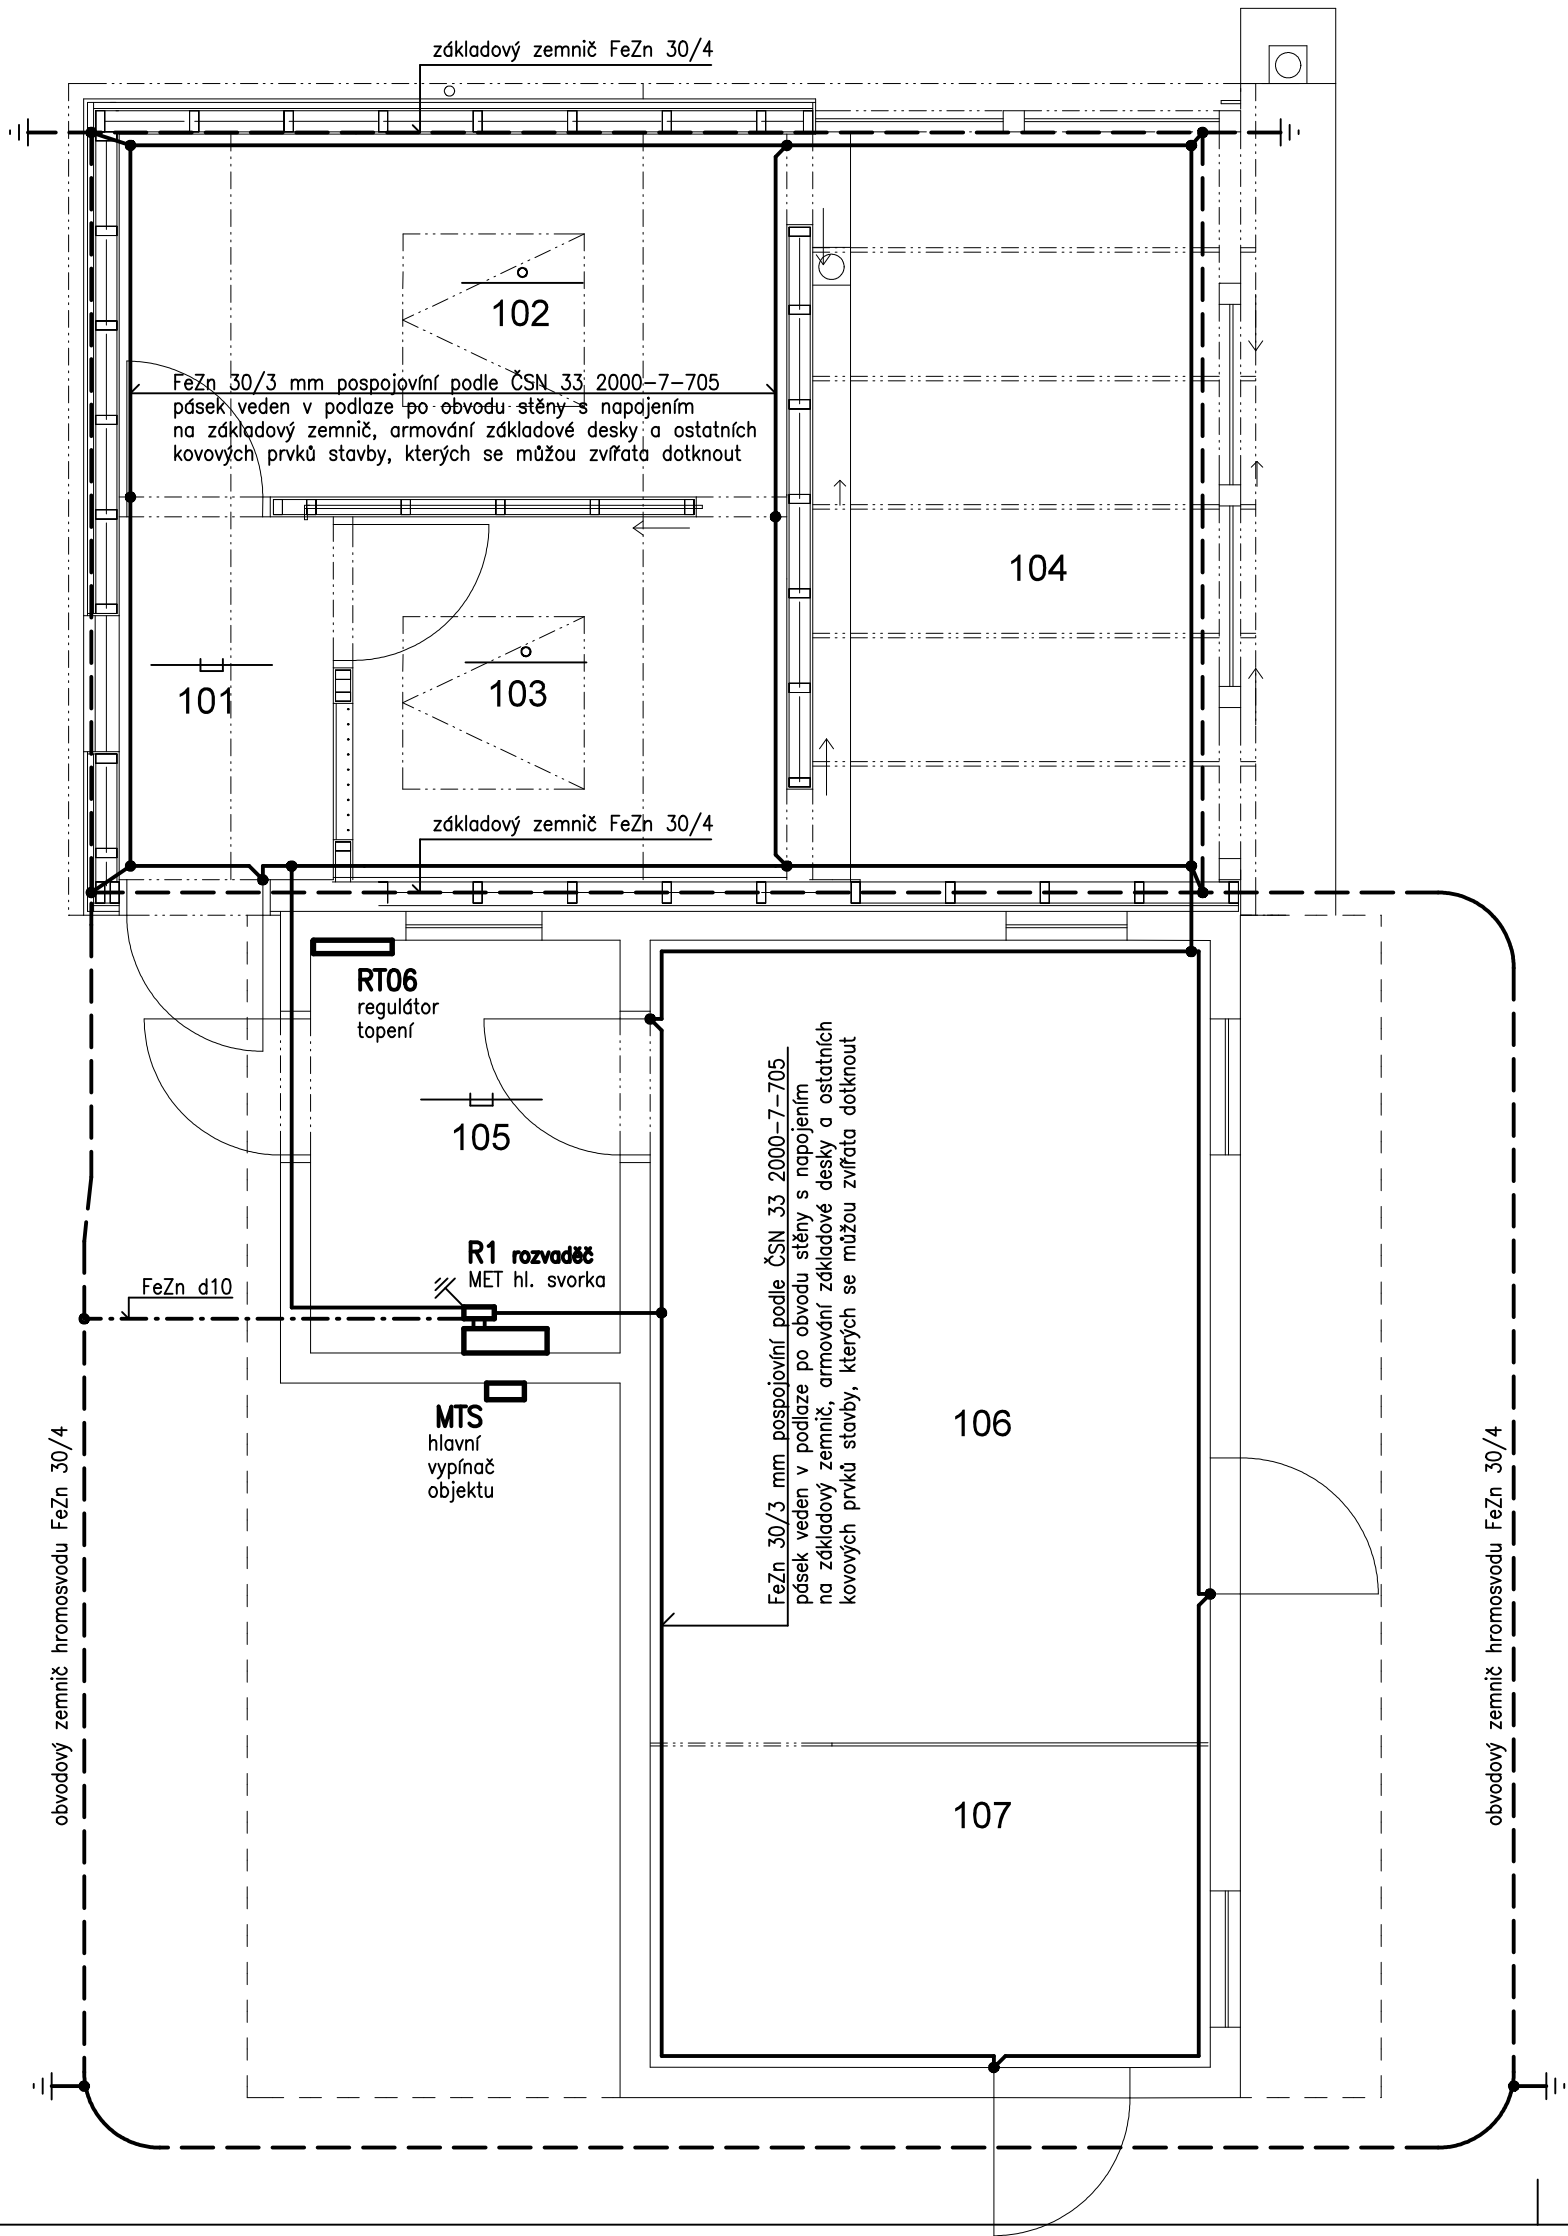 základový zemnič FeZn 30/4
102
FeZn 30/3 mm pospojovíní podle ČSN 33 2000-7-705
pásek veden v podlaze po obvodu stěny s napojením
na základový zemnič, armování základové desky a ostatních
kovových prvků stavby, kterých se můžou zvířata dotknout
104
101
103
základový zemnič FeZn 30/4
RT06
regulátor
topení
105
R1 rozvaděč
MET hl. svorka
FeZn d10
MTS
hlavní
vypínač
objektu
FeZn 30/3 mm pospojovíní podle ČSN 33 2000-7-705
pásek veden v podlaze po obvodu stěny s napojením
na základový zemnič, armování základové desky a ostatních
kovových prvků stavby, kterých se můžou zvířata dotknout
106
obvodový zemnič hromosvodu FeZn 30/4
obvodový zemnič hromosvodu FeZn 30/4
107